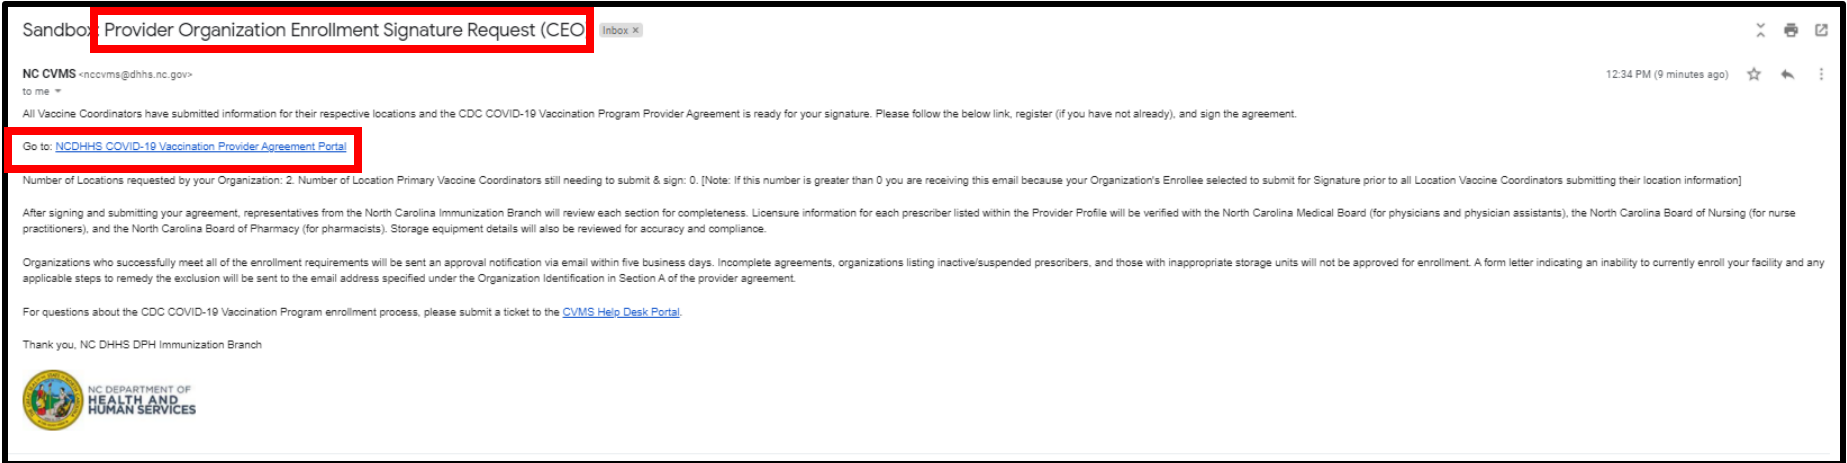 Sandbox: Provider Organization Enrollment Signature Request (CEO) Inbox ×
NC CVMS <nccvms@dhhs.nc.gov>
12:34 PM (9 minutes ago)
to me
All Vaccine Coordinators have submitted information for their respective locations and the CDC COVID-19 Vaccination Program Provider Agreement is ready for your signature. Please follow the below link, register (if you have not already), and sign the agreement.
Go to: NCDHHS COVID-19 Vaccination Provider Agreement Portal
Number of Locations requested by your Organization: 2. Number of Location Primary Vaccine Coordinators still needing to submit & sign: 0. [Note: If this number is greater than 0 you are receiving this email because your Organization's Enrollee selected to submit for Signature prior to all Location Vaccine Coordinators submitting their location information]
After signing and submitting your agreement, representatives from the North Carolina Immunization Branch will review each section for completeness. Licensure information for each prescriber listed within the Provider Profile will be verified with the North Carolina Medical Board (for physicians and physician assistants), the North Carolina Board of Nursing (for nurse
practitioners), and the North Carolina Board of Pharmacy (for pharmacists). Storage equipment details will also be reviewed for accuracy and compliance.
Organizations who successfully meet all of the enrollment requirements will be sent an approval notification via email within five business days. Incomplete agreements, organizations listing inactive/suspended prescribers, and those with inappropriate storage units will not be approved for enrollment. A form letter indicating an inability to currently enroll your facility and any
applicable steps to remedy the exclusion will be sent to the email address specified under the Organization Identification in Section A of the provider agreement.
For questions about the CDC COVID-19 Vaccination Program enrollment process, please submit a ticket to the CVMS Help Desk Portal.
Thank you, NC DHHS DPH Immunization Branch
NC DEPARTMENT OF
HEALTH AND
HUMAN SERVICES